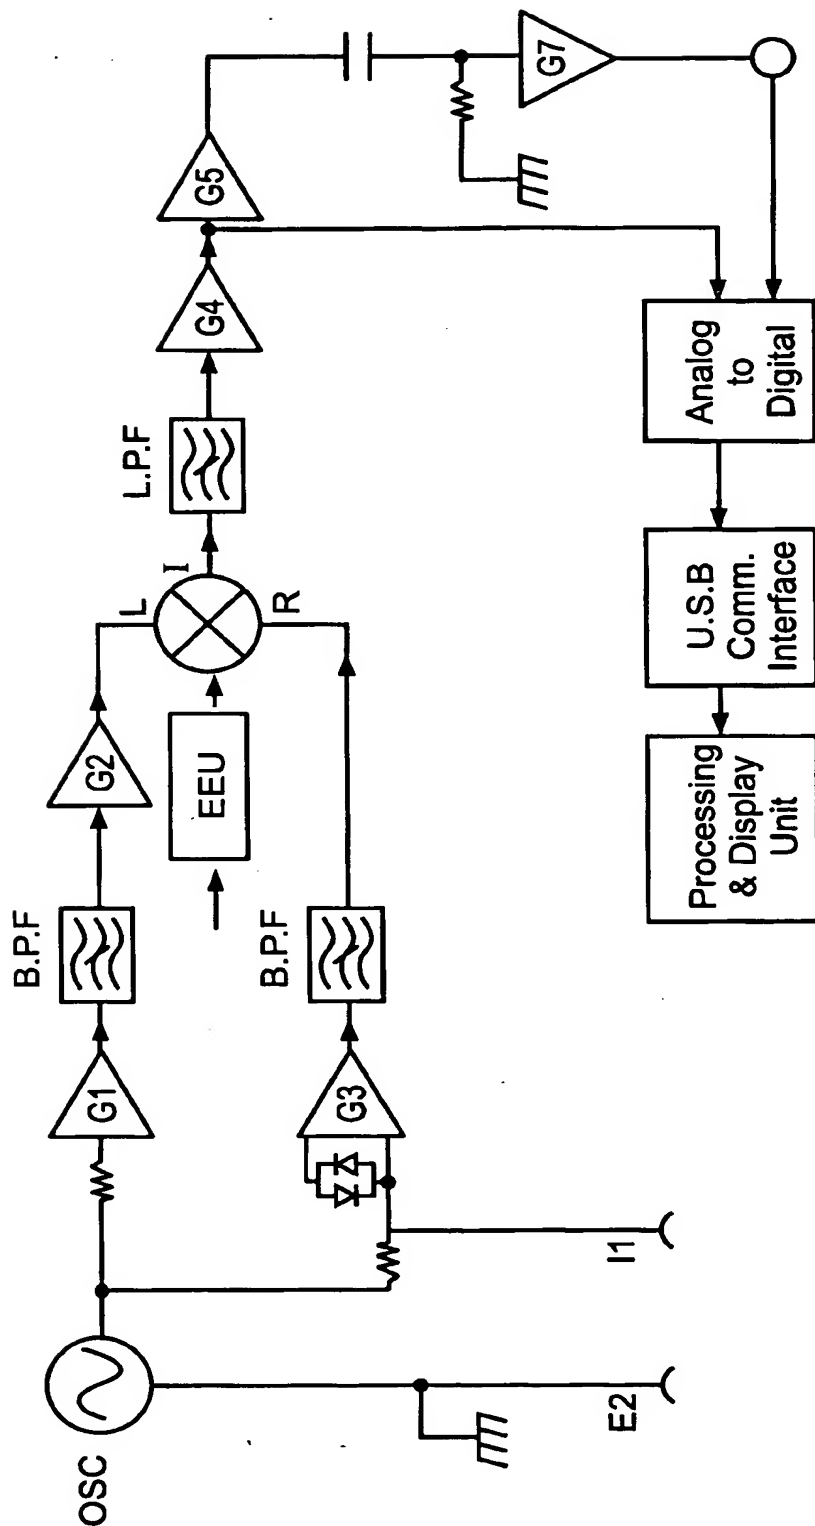 OSC
G1
B.P.F
G2
L
I
R
L.P.F
G4
G5
G7
EEU
G3
B.P.F
E2
I1
Analog
to
Digital
U.S.B
Comm.
Interface
Processing
& Display
Unit